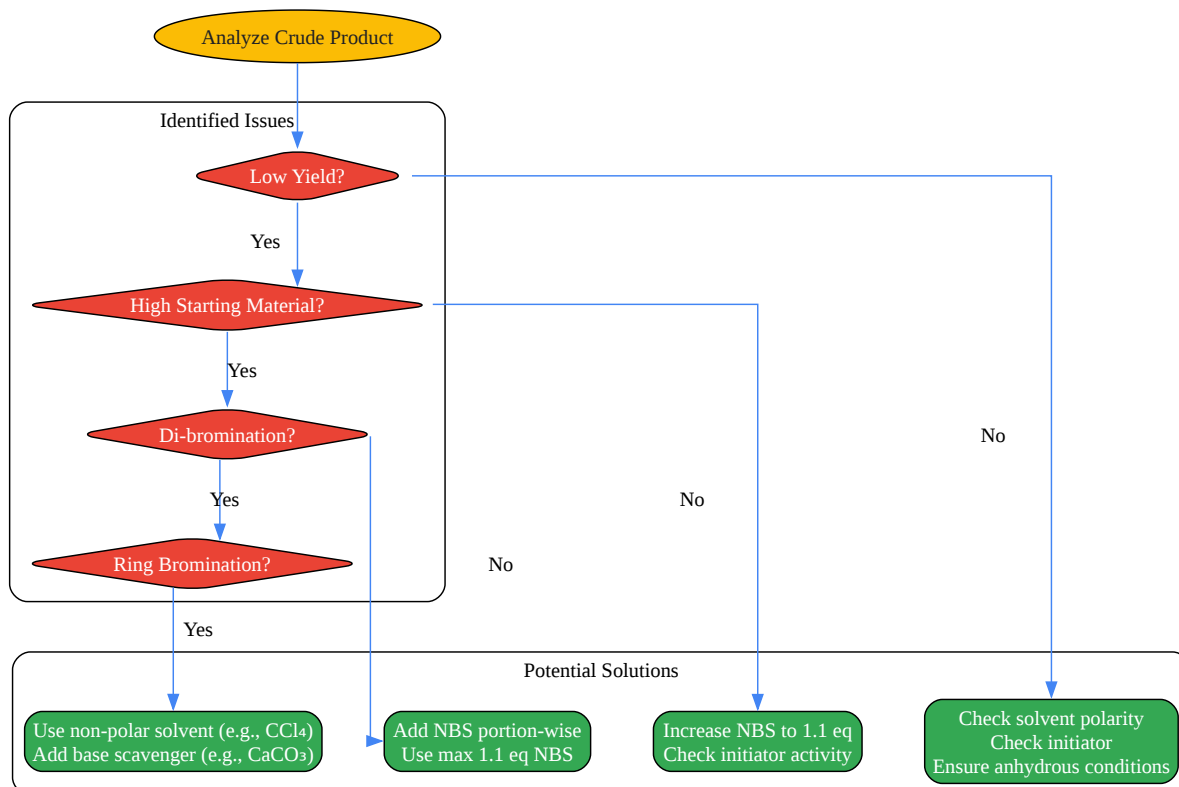 Analyze Crude Product
Identified Issues
Low Yield?
Yes
High Starting Material?
Yes
Di-bromination?
No
Yes
No
Ring Bromination?
No
Yes
Potential Solutions
Use non-polar solvent (e.g., CCl₄)
Add base scavenger (e.g., CaCO₃)
Add NBS portion-wise
Use max 1.1 eq NBS
Increase NBS to 1.1 eq
Check initiator activity
Check solvent polarity
Check initiator
Ensure anhydrous conditions